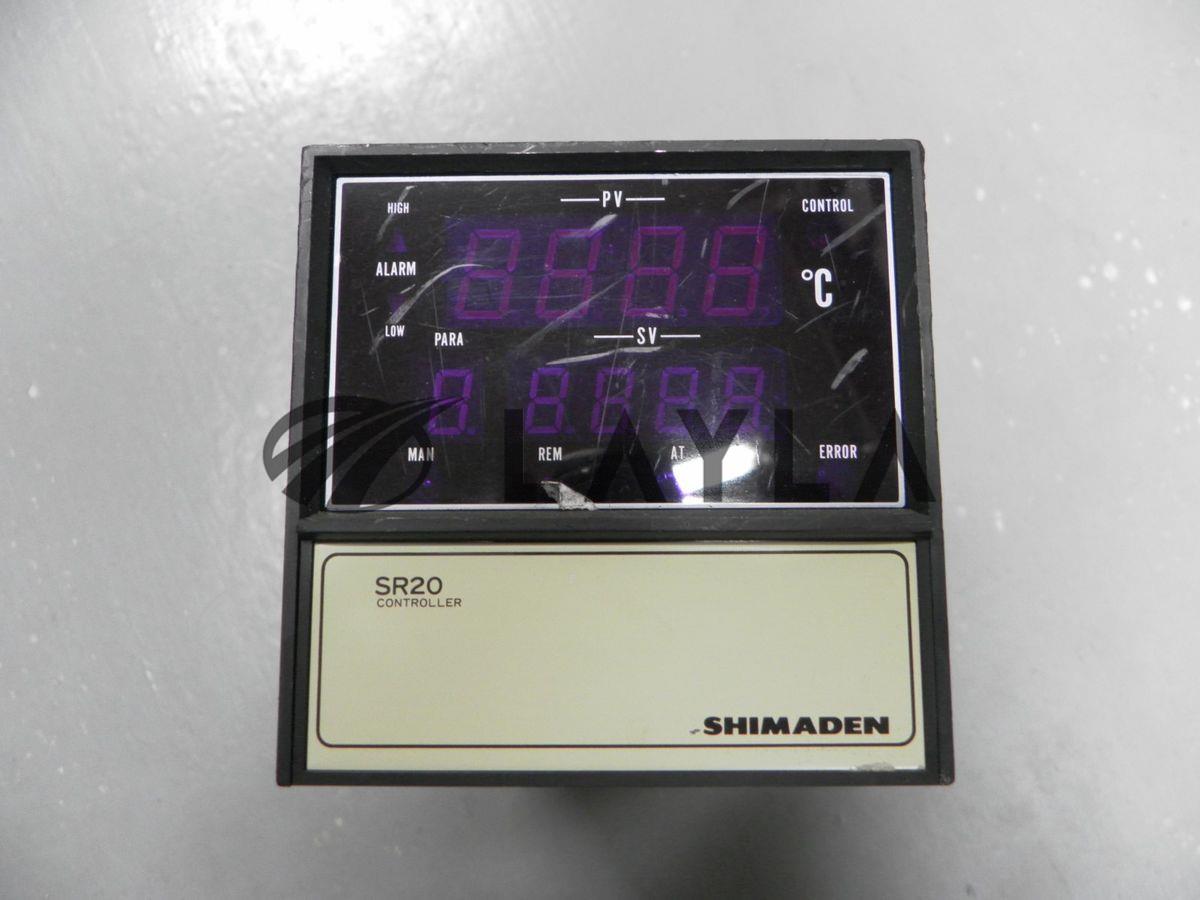 PV
HIGH
CONTROL
ALARM
°C
LOW
PARA
SV
MAN REM AT ERROR
LAYLA
SR20
CONTROLLER
SHIMADEN